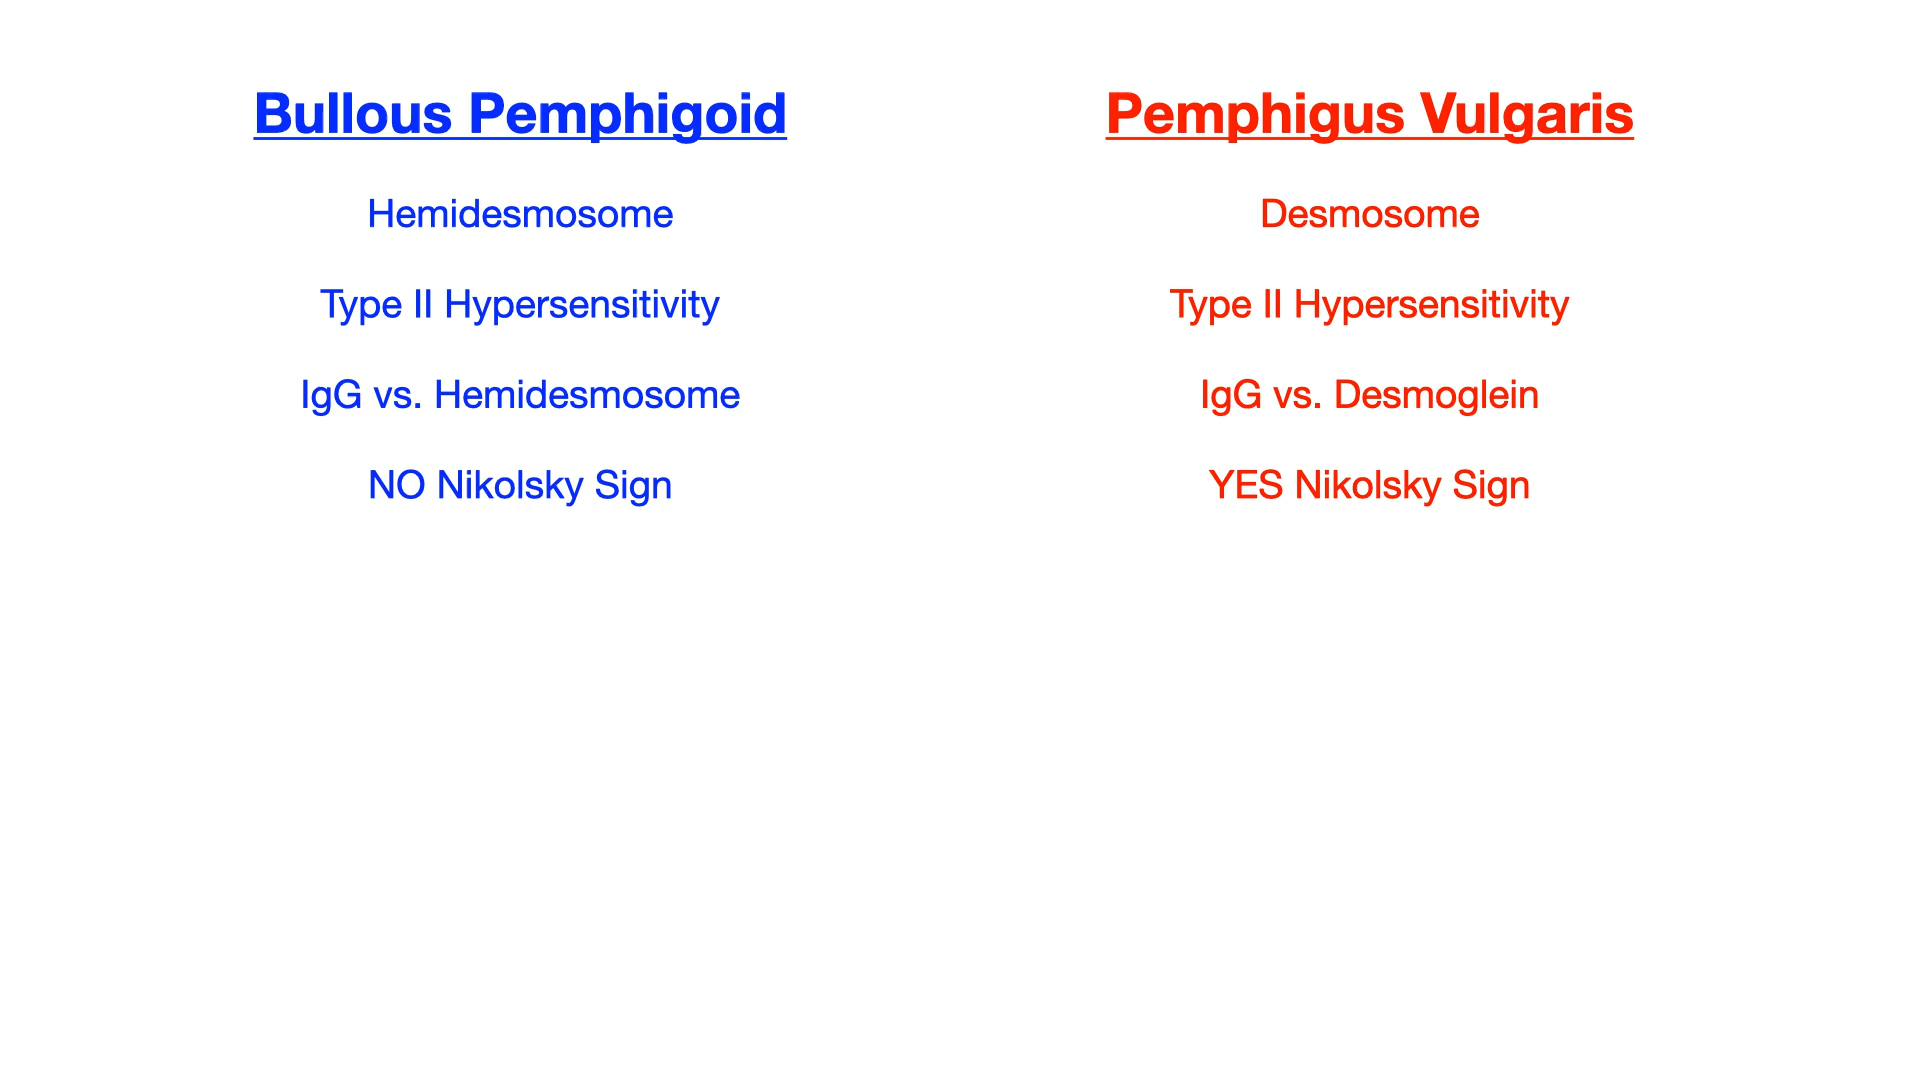 Bullous Pemphigoid
Hemidesmosome
Type II Hypersensitivity
IgG vs. Hemidesmosome
NO Nikolsky Sign
Pemphigus Vulgaris
Desmosome
Type II Hypersensitivity
IgG vs. Desmoglein
YES Nikolsky Sign